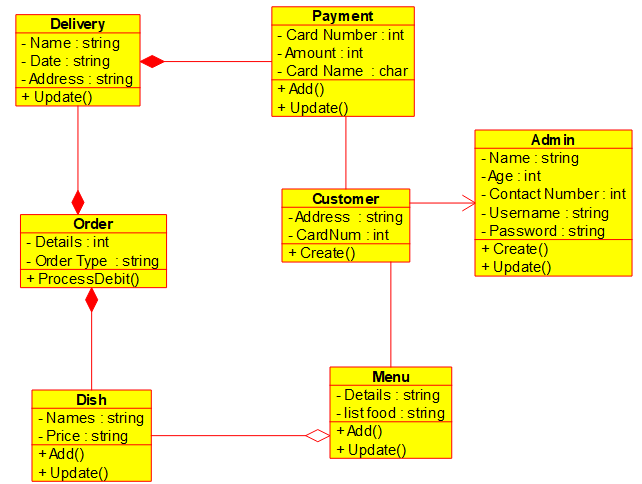 Delivery
- Name : string
- Date : string
- Address : string
+ Update()
Payment
- Card Number : int
- Amount : int
- Card Name : char
+ Add()
+ Update()
Admin
- Name : string
- Age : int
- Contact Number : int
- Username : string
- Password : string
+ Create()
+ Update()
Customer
- Address : string
- CardNum : int
+ Create()
Order
- Details : int
- Order Type : string
+ ProcessDebit()
Menu
- Details : string
- list food : string
+ Add()
+ Update()
Dish
- Names : string
- Price : string
+ Add()
+ Update()